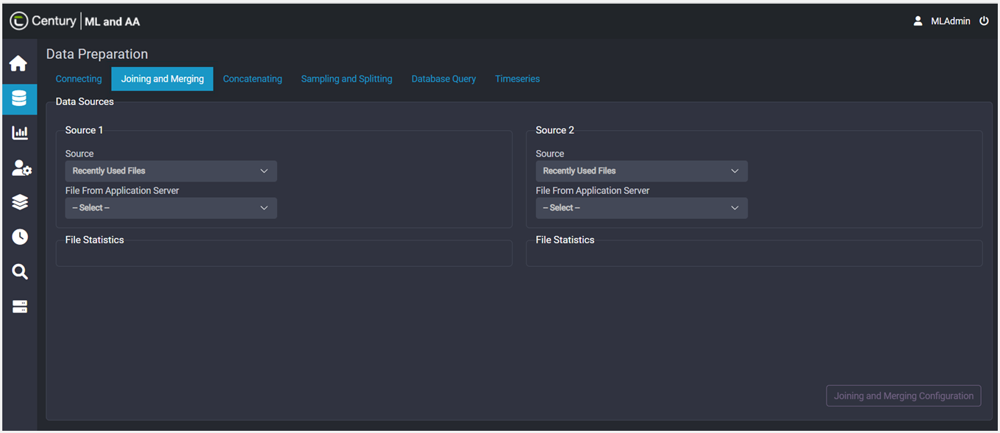 Century | ML and AA
MLAdmin
Data Preparation
Connecting Joining and Merging Concatenating Sampling and Splitting Database Query Timeseries
Data Sources
Source 1
Source
Recently Used Files
File From Application Server
-- Select --
File Statistics
Source 2
Source
Recently Used Files
File From Application Server
-- Select --
File Statistics
Joining and Merging Configuration